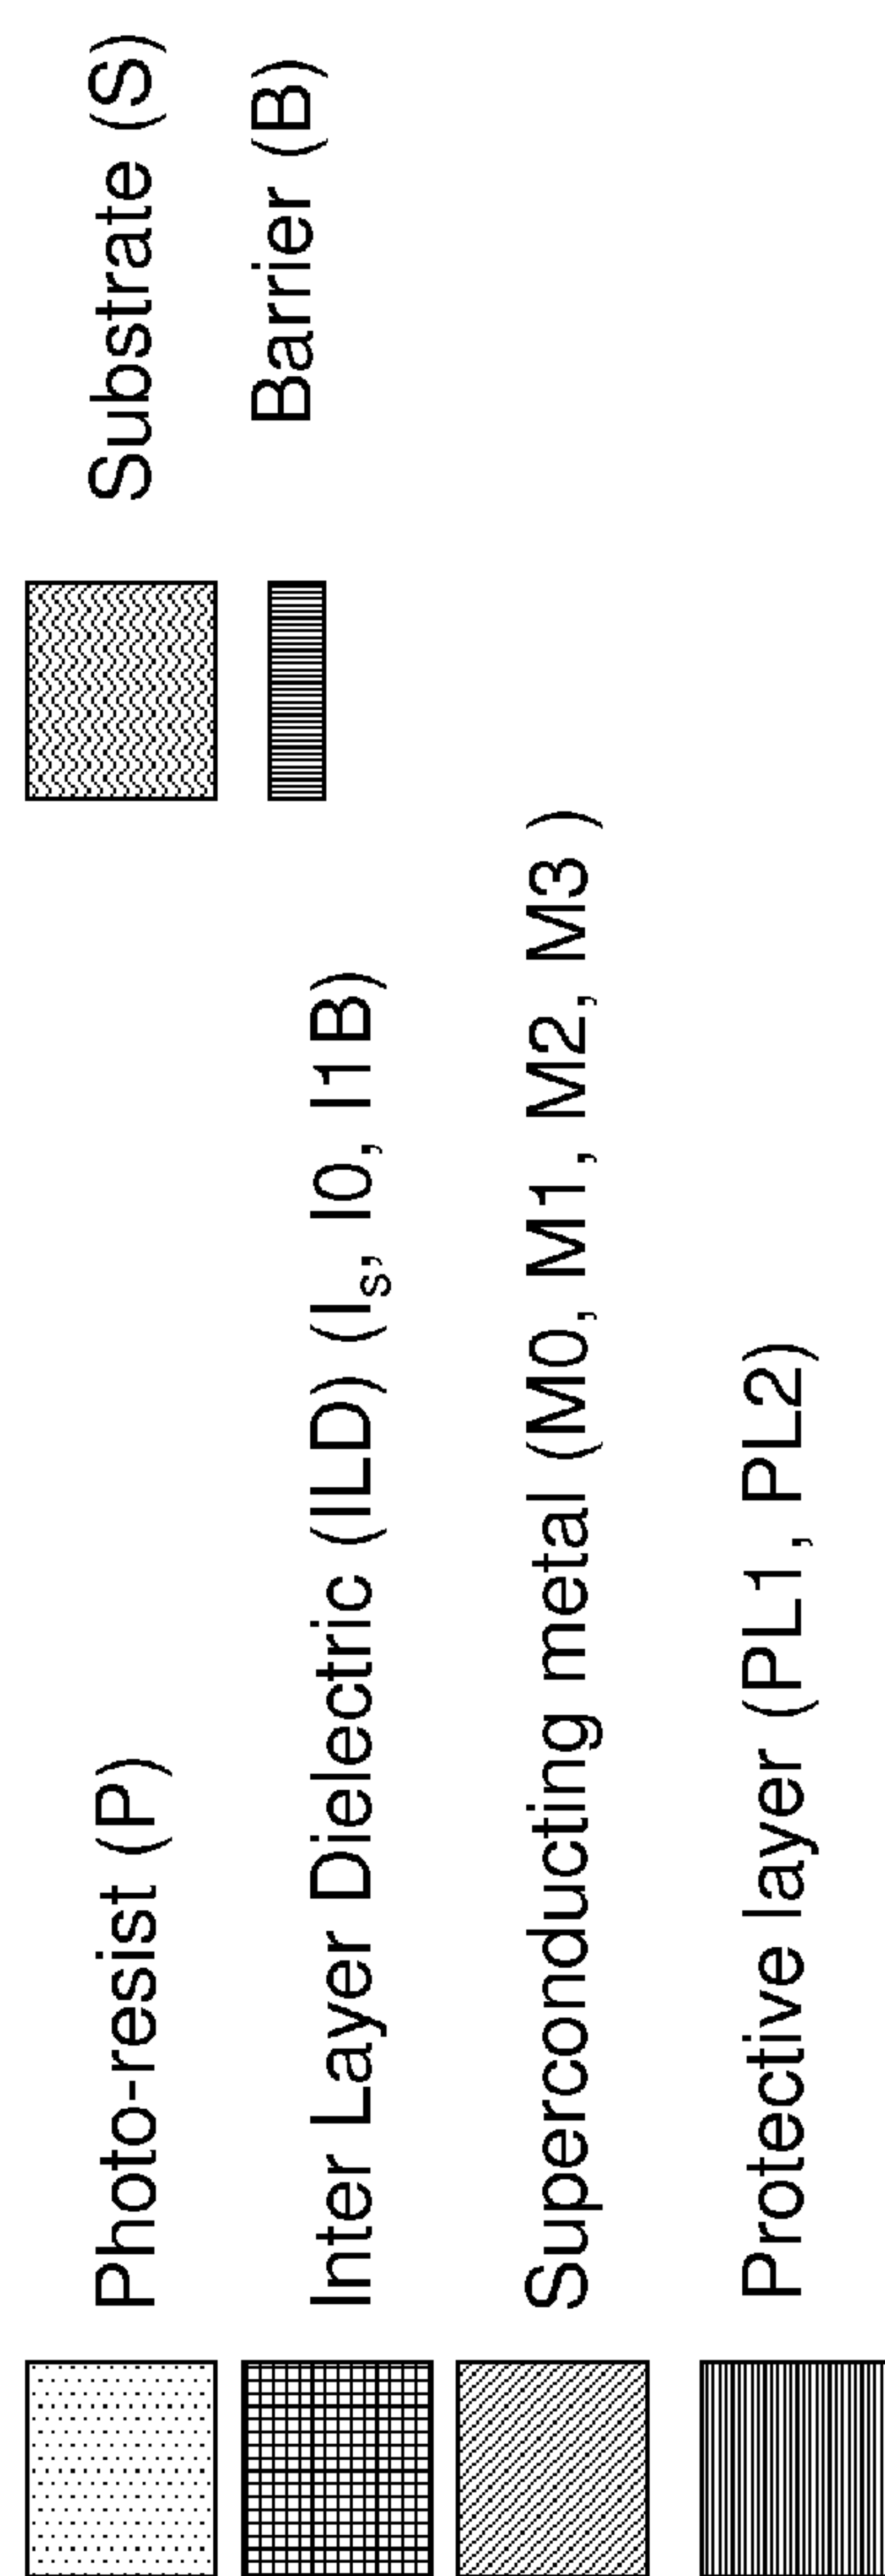 Photo-resist (P)
Substrate (S)
Inter Layer Dielectric (ILD) (Is, I0, I1B)
Barrier (B)
Superconducting metal (M0, M1, M2, M3 )
Protective layer (PL1, PL2)